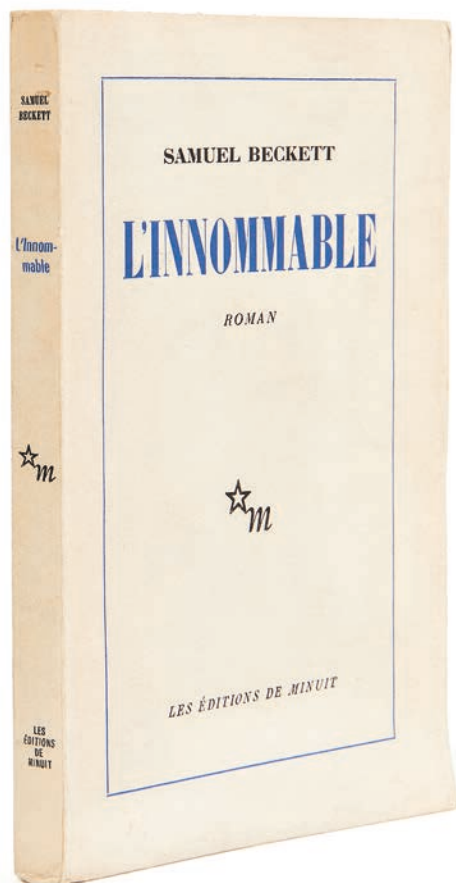 SAMUEL
BECKETT
L'Innom-
mable
m
LES
ÉDITIONS
DE
MINUIT
SAMUEL BECKETT
L'INNOMMABLE
ROMAN
m
LES ÉDITIONS DE MINUIT